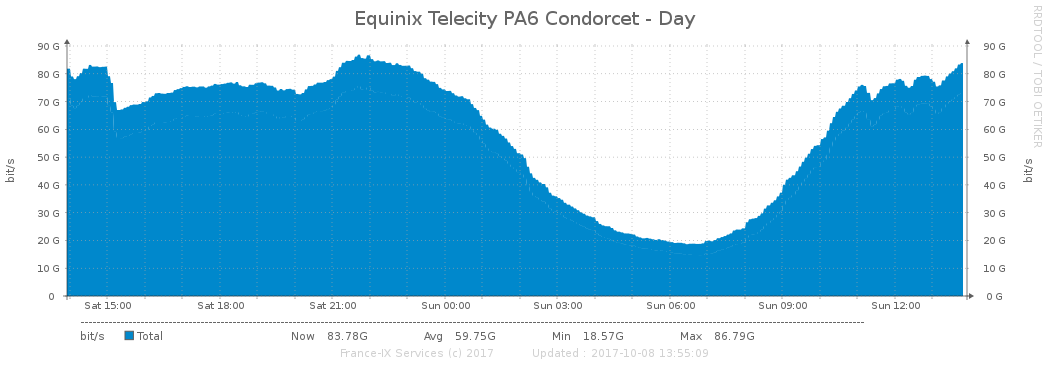 Equinix Telecity PA6 Condorcet - Day
90 G 90 G
80 G 80 G
70 G 70 G
60 G 60 G
50 G 50 G
40 G 40 G
30 G 30 G
20 G 20 G
10 G 10 G
0 0 G
bit/s
bit/s
RRDTOOL / TOBI OETIKER
Sat 15:00 Sat 18:00 Sat 21:00 Sun 00:00 Sun 03:00 Sun 06:00 Sun 09:00 Sun 12:00
bit/s Total Now 83.78G Avg 59.75G Min 18.57G Max 86.79G
France-IX Services (c) 2017 Updated : 2017-10-08 13:55:09